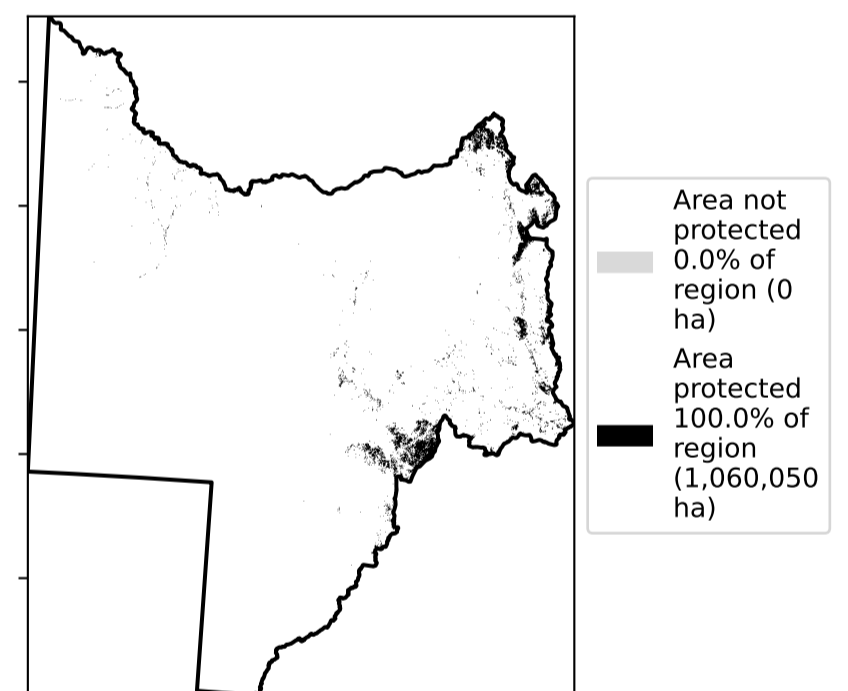 Area not
protected
0.0% of
region (0
ha)
Area
protected
100.0% of
region
(1,060,050
ha)